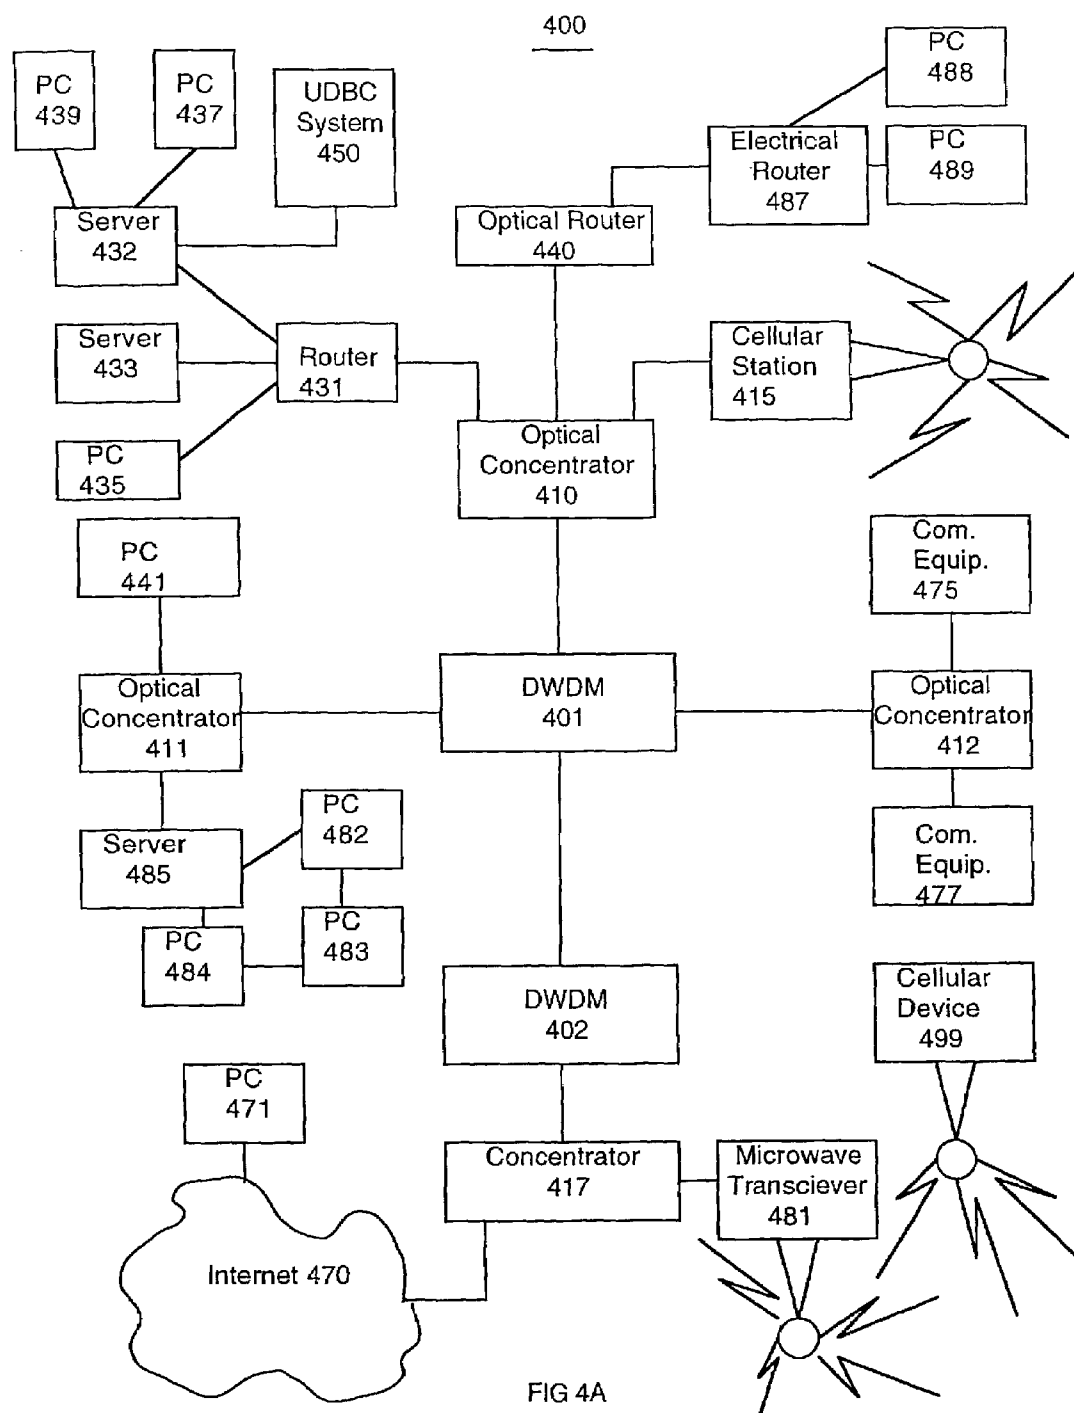 400
PC
439
PC
437
UDBC
System
450
PC
488
Electrical
Router
487
PC
489
Server
432
Optical Router
440
Server
433
Router
431
Cellular
Station
415
PC
435
Optical
Concentrator
410
PC
441
Com.
Equip.
475
Optical
Concentrator
411
DWDM
401
Optical
Concentrator
412
Server
485
PC
482
Com.
Equip.
477
PC
484
PC
483
DWDM
402
Cellular
Device
499
PC
471
Concentrator
417
Microwave
Transciever
481
Internet 470
FIG 4A